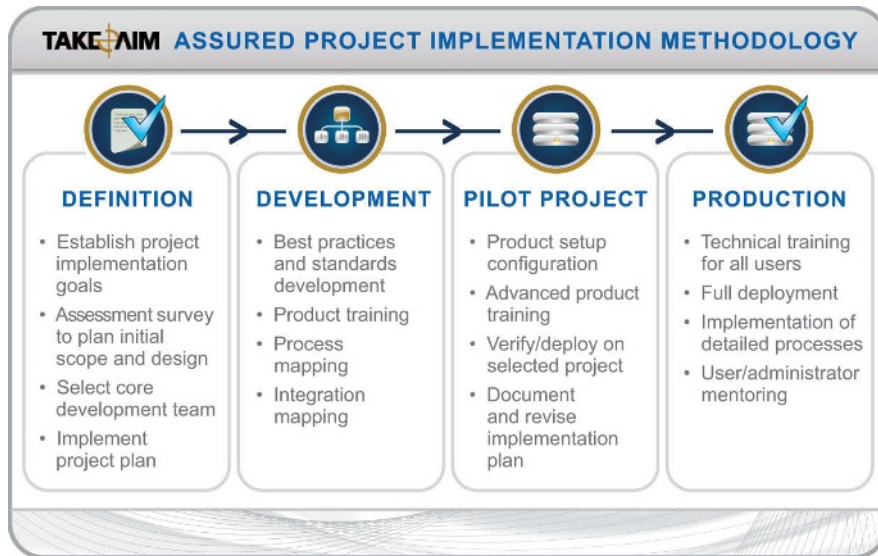 TAKE AIM ASSURED PROJECT IMPLEMENTATION METHODOLOGY
DEFINITION
• Establish project
implementation
goals
• Assessment survey
to plan initial
scope and design
• Select core
development team
• Implement
project plan
DEVELOPMENT
• Best practices
and standards
development
• Product training
• Process
mapping
• Integration
mapping
PILOT PROJECT
• Product setup
configuration
• Advanced product
training
• Verify/deploy on
selected project
• Document
and revise
implementation
plan
PRODUCTION
• Technical training
for all users
• Full deployment
• Implementation of
detailed processes
• User/administrator
mentoring